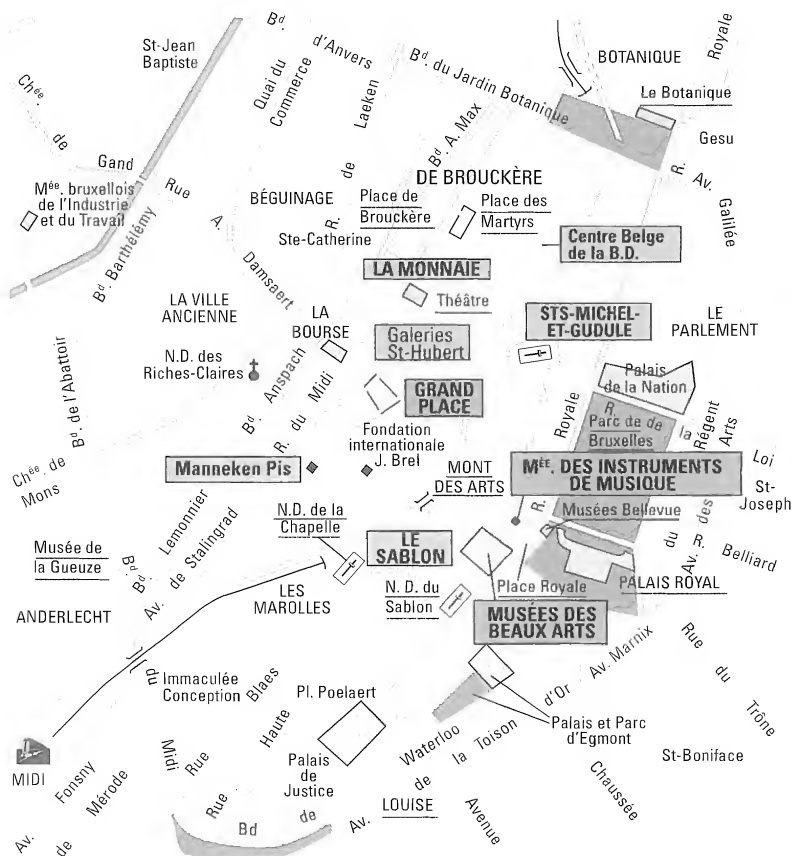 St-Jean
Baptiste
Bd.
d'Anvers
Quai du
Commerce
R. de Laeken
Bd. du Jardin Botanique
BOTANIQUE
Royale
Le Botanique
Gesu
R.
Av. Galilée
Chée. de Gand
Rue A. Damsaert
Bd. A. Max
Mée. bruxellois
de l'Industrie
et du Travail
Bd. Barthélémy
BÉGUINAGE
Ste-Catherine
DE BROUCKÈRE
Place de
Brouckère
Place des
Martyrs
Centre Belge
de la B.D.
LA MONNAIE
Théâtre
LA VILLE
ANCIENNE
LA
BOURSE
Galeries
St-Hubert
STS-MICHEL-
ET-GUDULE
LE
PARLEMENT
N.D. des
Riches-Claires
Bd. de l'Abattoir
Bd. Anspach
R. du Midi
GRAND
PLACE
Palais
de la Nation
Royale
R.
Parc de
Bruxelles
R. de la Loi
Régent
Arts
Fondation
internationale
J. Brel
Chée. de
Mons
Manneken Pis
MONT
DES ARTS
MÈE. DES INSTRUMENTS
DE MUSIQUE
St-
Joseph
Musées Bellevue
Musée de
la Gueuze
Bd. Lemonnier
Bd.
Av. de Stalingrad
N.D. de la
Chapelle
LE
SABLON
du
Av. des
R. Belliard
ANDERLECHT
LES
MAROLLES
N. D. du
Sablon
Place Royale
PALAIS ROYAL
MUSÉES DES
BEAUX ARTS
Av. Marnix
Rue du Trône
du
Immaculée
Conception
Blaes
Rue
Haute
Rue
Midi
Pl. Poelaert
Palais
de
Justice
Waterloo
de
Bd
de la Toison d'Or
Av.
Palais et Parc
d'Egmont
St-Boniface
Chaussée
MIDI
Av. Fonsny
de Mérode
LOUISE
Avenue